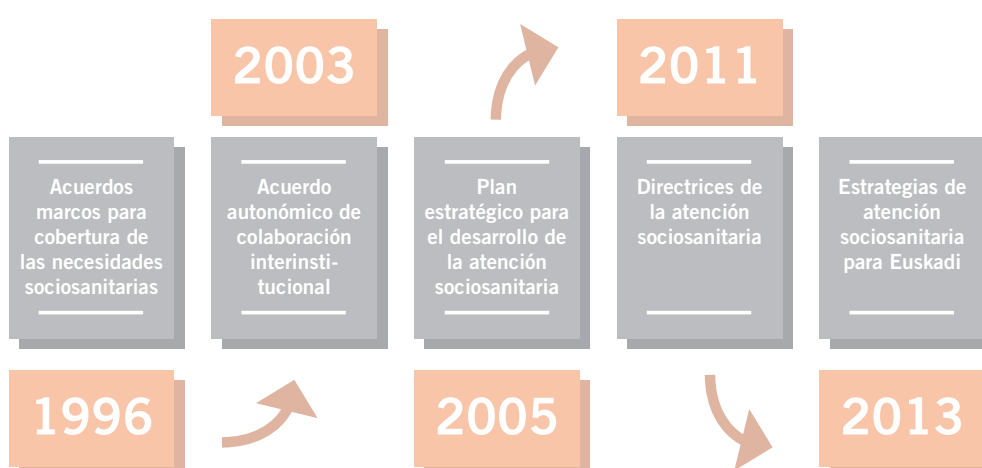 2003
2011
Acuerdos
marcos para
cobertura de
las necesidades
sociosanitarias
Acuerdo
autonómico de
colaboración
interinsti-
tucional
Plan
estratégico para
el desarrollo de
la atención
sociosanitaria
Directrices de
la atención
sociosanitaria
Estrategias de
atención
sociosanitaria
para Euskadi
1996
2005
2013